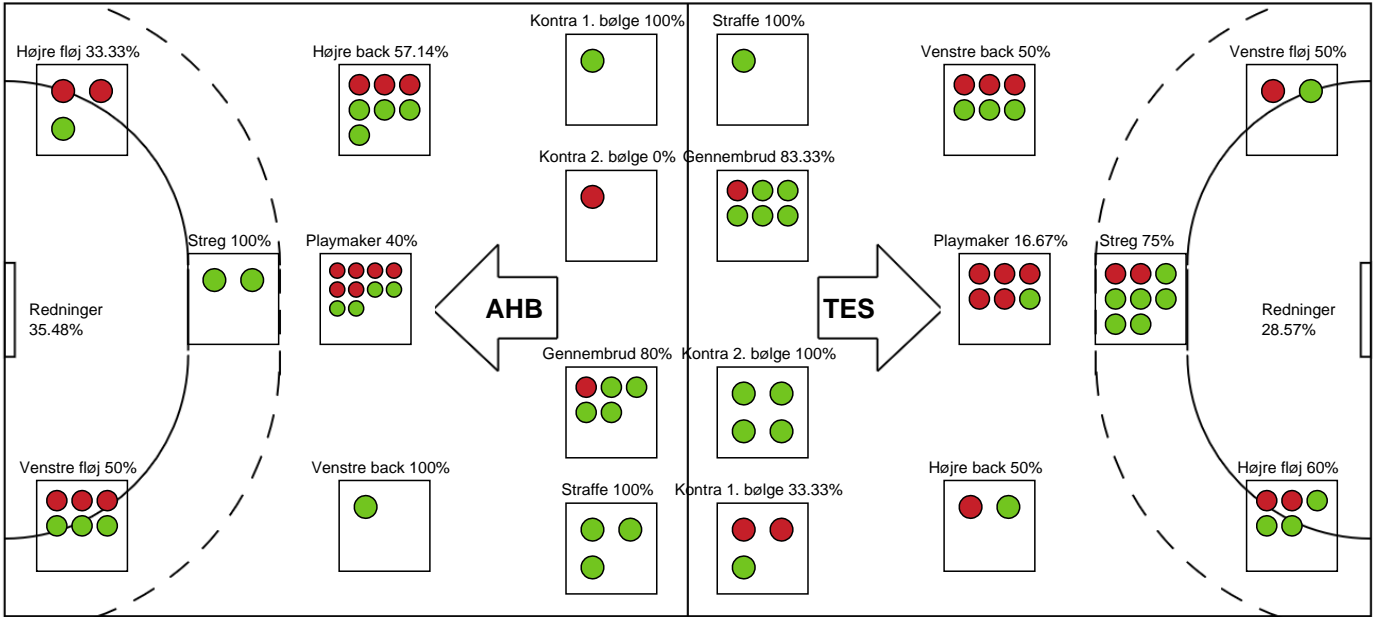 Kontra 1. bølge 100%
Straffe 100%
Højre fløj 33.33%
Højre back 57.14%
Venstre back 50%
Venstre fløj 50%
Kontra 2. bølge 0%
Gennembrud 83.33%
Streg 100%
Playmaker 40%
Playmaker 16.67%
Streg 75%
Redninger
35.48%
AHB
TES
Redninger
28.57%
Gennembrud 80%
Kontra 2. bølge 100%
Venstre fløj 50%
Venstre back 100%
Højre back 50%
Højre fløj 60%
Straffe 100%
Kontra 1. bølge 33.33%